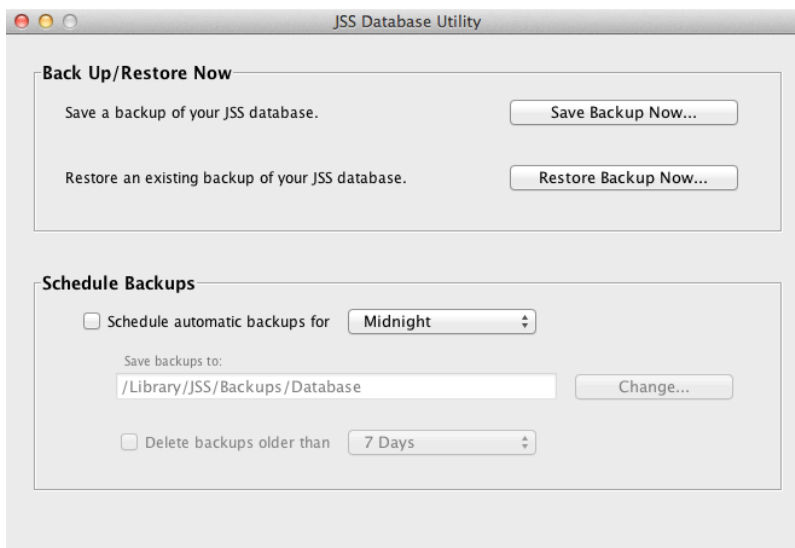 JSS Database Utility
Back Up/Restore Now
Save a backup of your JSS database.
Save Backup Now...
Restore an existing backup of your JSS database.
Restore Backup Now...
Schedule Backups
Schedule automatic backups for
Midnight
Save backups to:
/Library/JSS/Backups/Database
Change...
Delete backups older than
7 Days